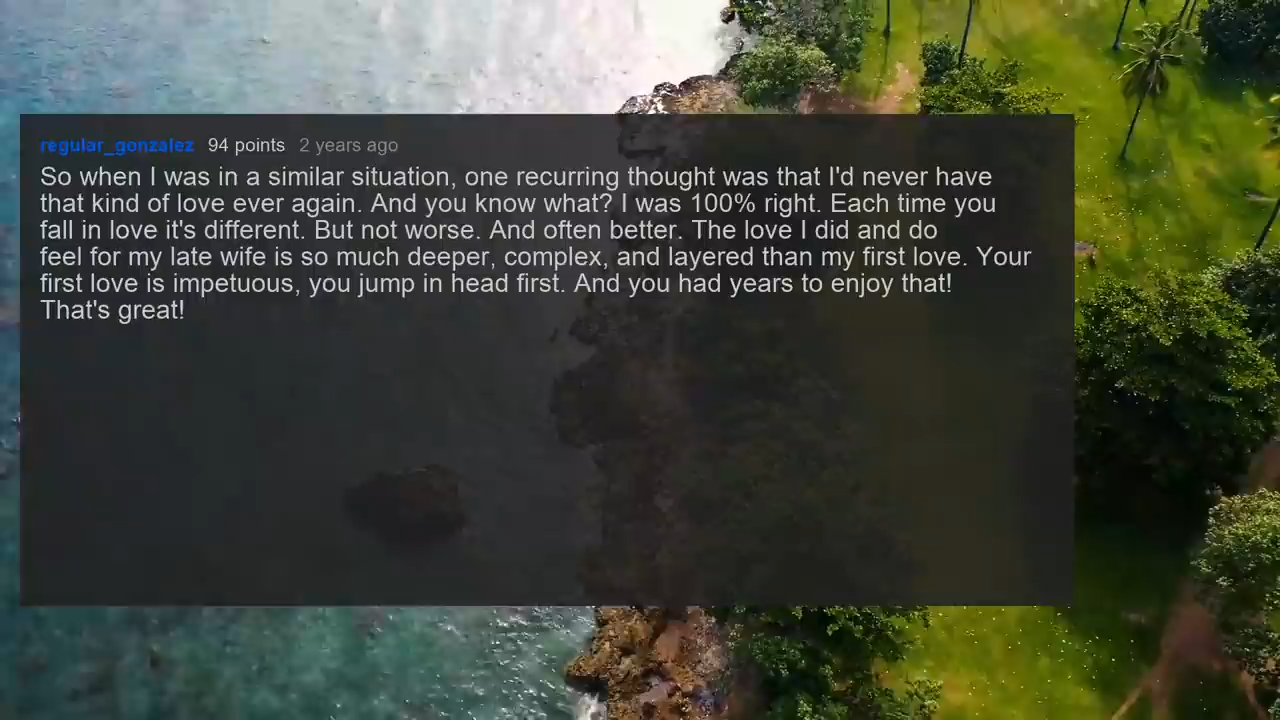 regular_gonzalez 94 points 2 years ago
So when I was in a similar situation, one recurring thought was that I'd never have
that kind of love ever again. And you know what? I was 100% right. Each time you
fall in love it's different. But not worse. And often better. The love I did and do
feel for my late wife is so much deeper, complex, and layered than my first love. Your
first love is impetuous, you jump in head first. And you had years to enjoy that!
That's great!